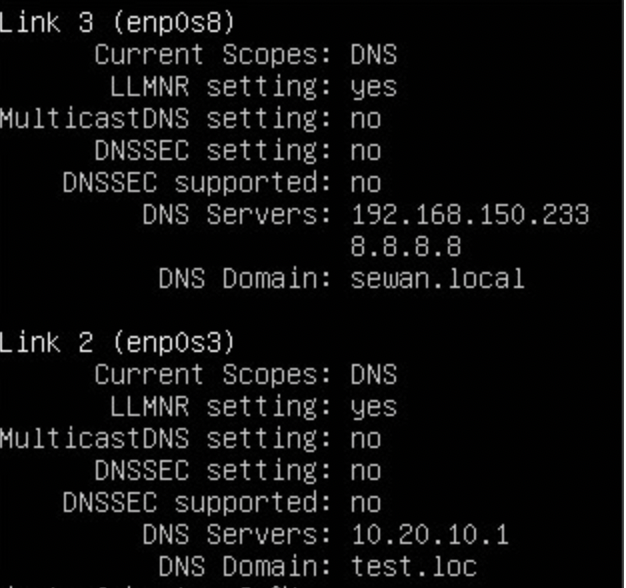 Link 3 (enp0s8)
Current Scopes: DNS
LLMNR setting: yes
MulticastDNS setting: no
DNSSEC setting: no
DNSSEC supported: no
DNS Servers: 192.168.150.233
8.8.8.8
DNS Domain: sewan.local
Link 2 (enp0s3)
Current Scopes: DNS
LLMNR setting: yes
MulticastDNS setting: no
DNSSEC setting: no
DNSSEC supported: no
DNS Servers: 10.20.10.1
DNS Domain: test.loc